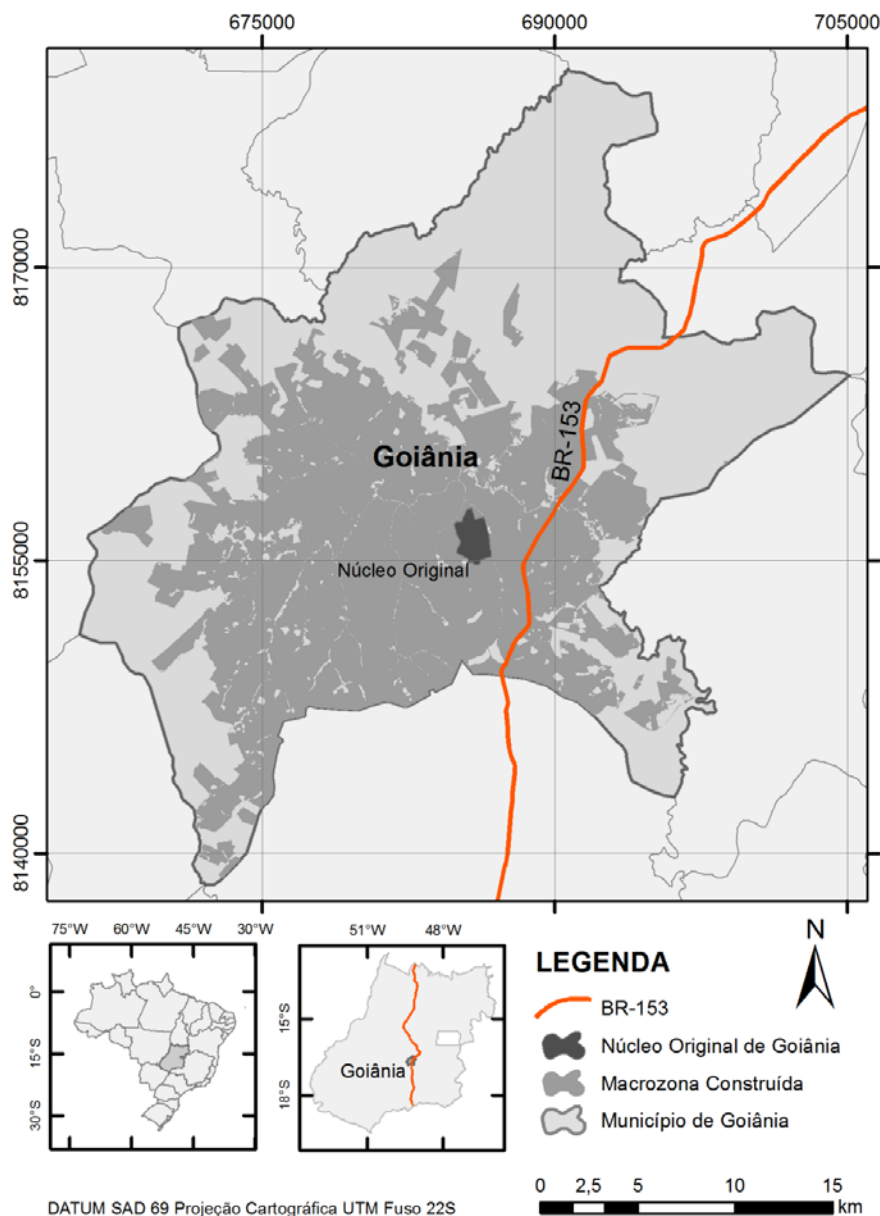 675000 690000 705000
8170000
8155000
8140000
Goiânia
BR-153
Núcleo Original
75°W 60°W 45°W 30°W
0°
15°S
30°S
51°W 48°W
15°S
18°S
Goiânia
N
LEGENDA
BR-153
Núcleo Original de Goiânia
Macrozona Construída
Município de Goiânia
DATUM SAD 69 Projeção Cartográfica UTM Fuso 22S
0 2,5 5 10 15
km